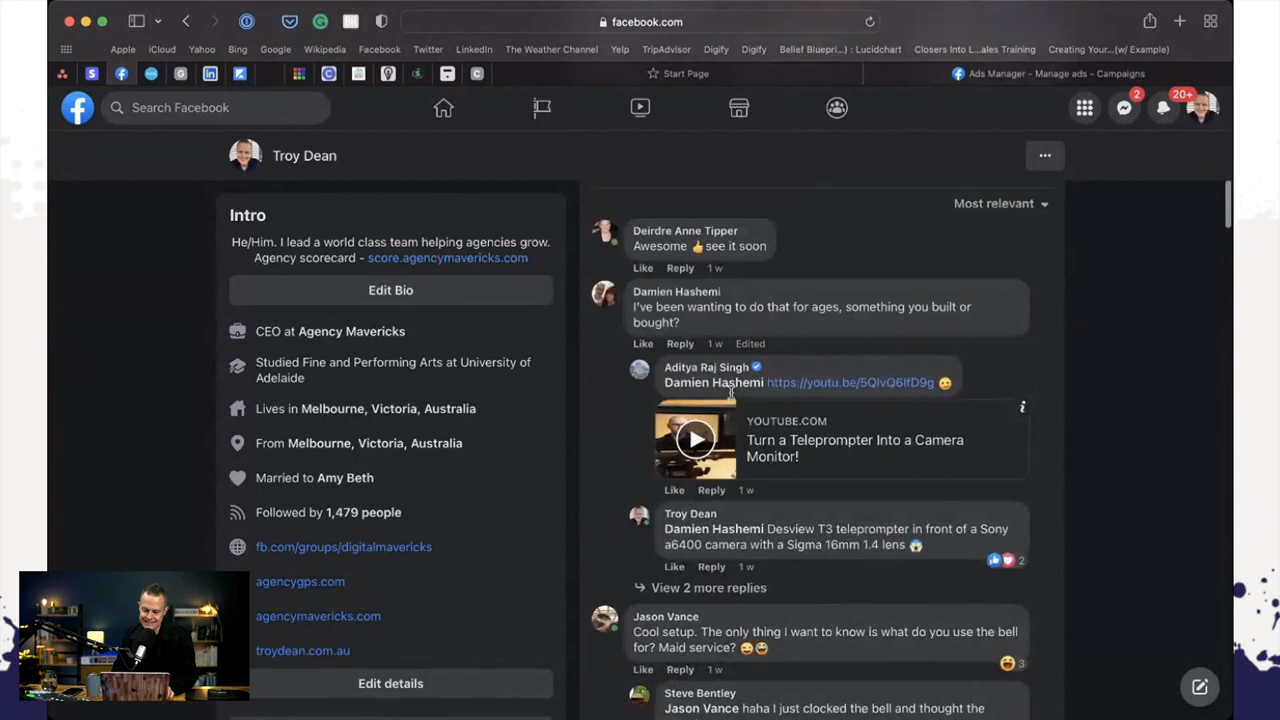 facebook.com
Apple iCloud Yahoo Bing Google Wikipedia Facebook Twitter LinkedIn The Weather Channel Yelp TripAdvisor Digify Digify Belief Bluepri...) | Lucidchart Closers Into L...ales Training Creating Your...(w/ Example)
Start Page
Ads Manager - Manage ads - Campaigns
Search Facebook
2
20+
Troy Dean
Intro
He/Him. I lead a world class team helping agencies grow.
Agency scorecard - score.agencymavericks.com
Edit Bio
CEO at Agency Mavericks
Studied Fine and Performing Arts at University of
Adelaide
Lives in Melbourne, Victoria, Australia
From Melbourne, Victoria, Australia
Married to Amy Beth
Followed by 1,479 people
fb.com/groups/digitalmavericks
agencygps.com
agencymavericks.com
troydean.com.au
Edit details
Most relevant
Deirdre Anne Tipper
Awesome 👍 see it soon
Like Reply 1 w
Damien Hashemi
I've been wanting to do that for ages, something you built or
bought?
Like Reply 1 w Edited
Aditya Raj Singh
Damien Hashemi https://youtu.be/5QlvQ6lfD9g 😜
YOUTUBE.COM
Turn a Teleprompter Into a Camera
Monitor!
Like Reply 1 w
Troy Dean
Damien Hashemi Desview T3 teleprompter in front of a Sony
a6400 camera with a Sigma 16mm 1.4 lens 😱
2
Like Reply 1 w
View 2 more replies
Jason Vance
Cool setup. The only thing I want to know is what do you use the bell
for? Maid service? 😜😂
3
Like Reply 1 w
Steve Bentley
Jason Vance haha I just clocked the bell and thought the